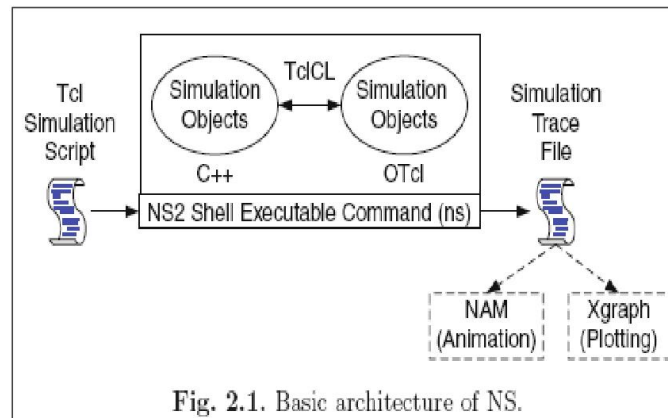 Tcl
Simulation
Script
TclCL
Simulation
Objects
C++
Simulation
Objects
OTcl
NS2 Shell Executable Command (ns)
Simulation
Trace
File
NAM
(Animation)
Xgraph
(Plotting)
Fig. 2.1. Basic architecture of NS.